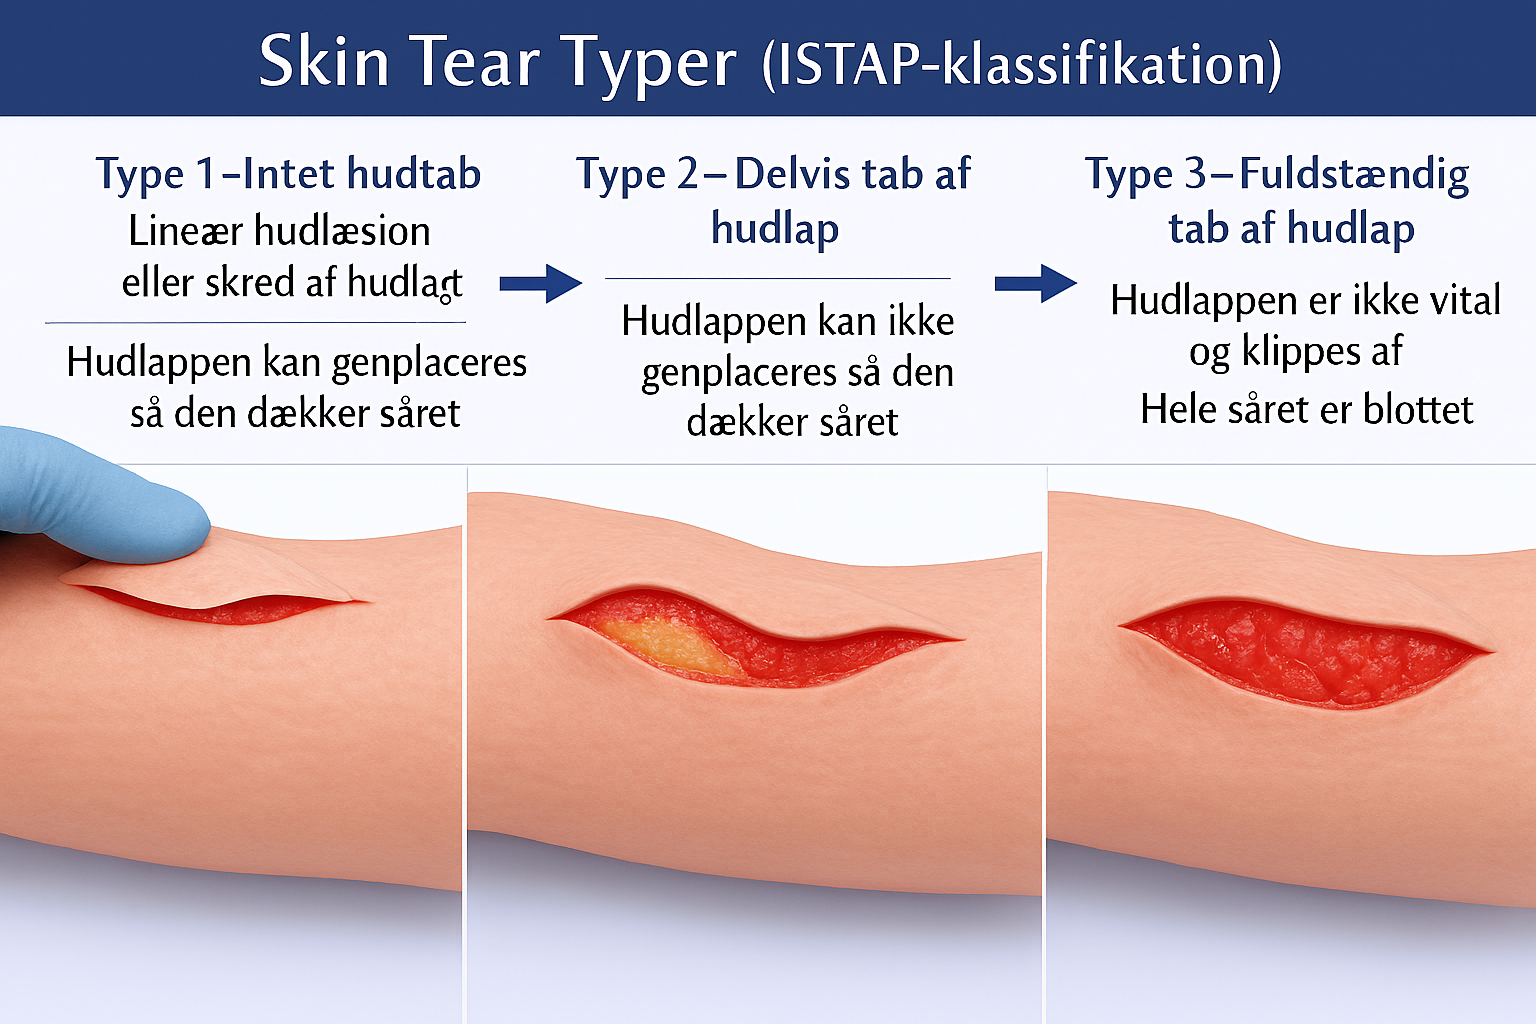 Skin Tear Typer (ISTAP-klassifikation)
Type 1–Intet hudtab
Lineær hudlæsion
eller skred af hudlagt
Hudlappen kan genplaceres
så den dækker såret
Type 2–Delvis tab af
hudlap
Hudlappen kan ikke
genplaceres så den
dækker såret
Type 3–Fuldstændig
tab af hudlap
Hudlappen er ikke vital
og klippes af
Hele såret er blottet